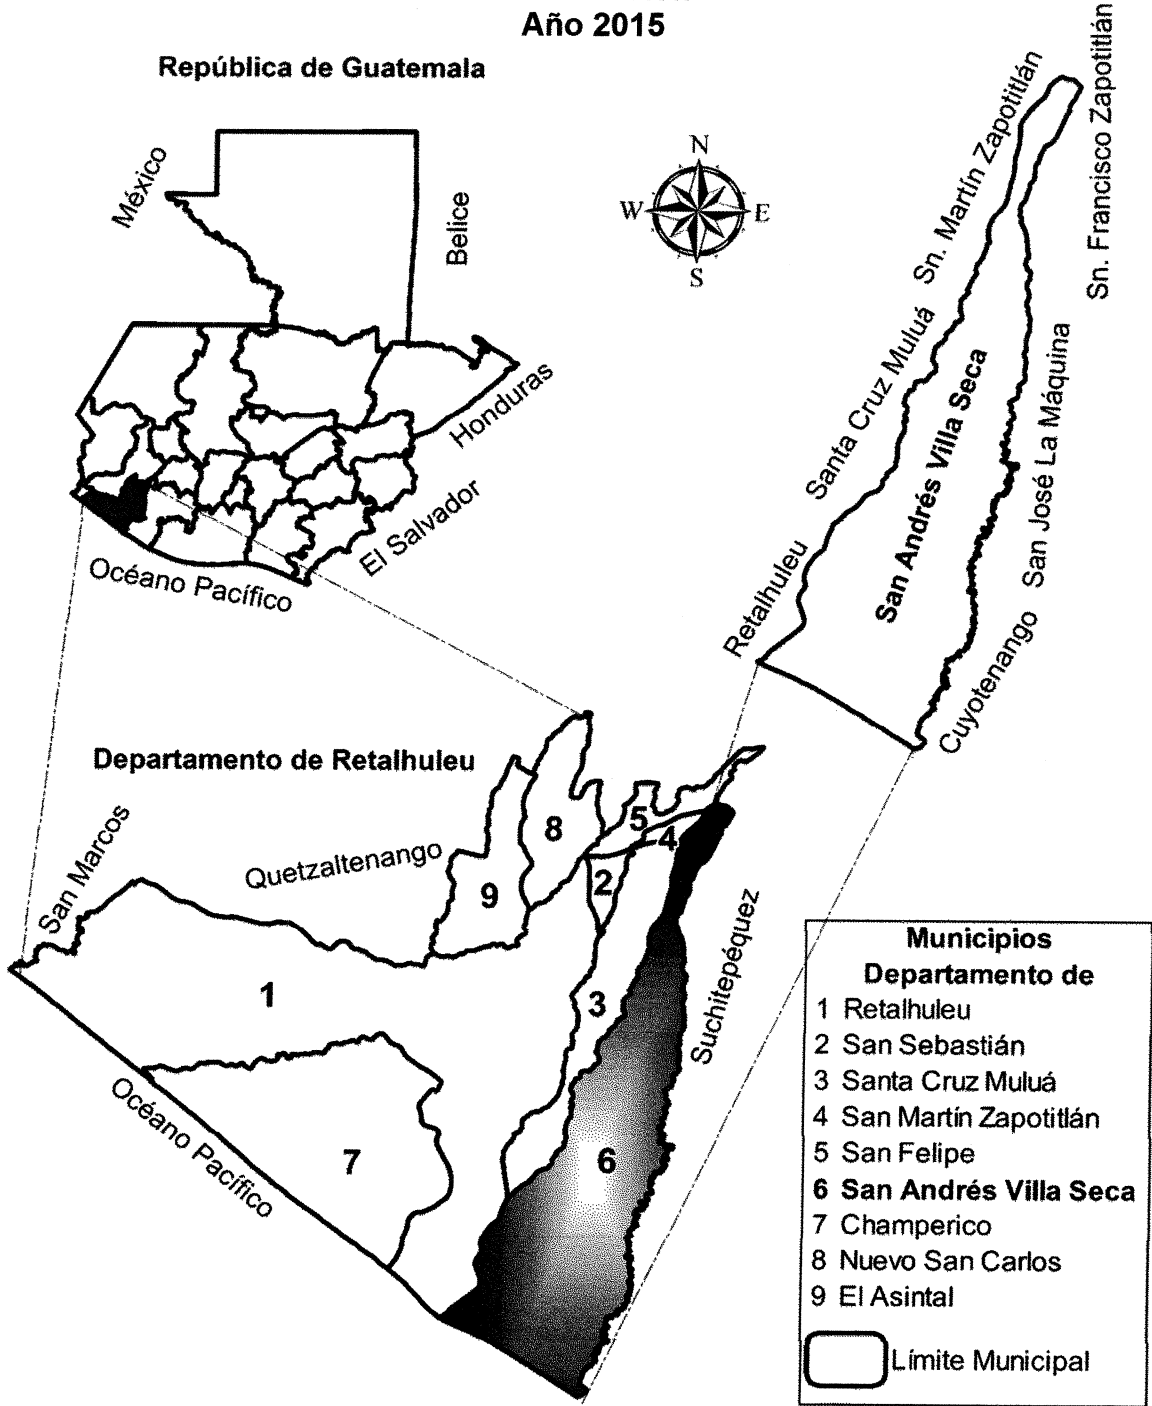 Año 2015
República de Guatemala
México
Belice
Honduras
El Salvador
Océano Pacífico
N
W
E
S
Sn. Martín Zapotitlán
Sn. Francisco Zapotitlán
Santa Cruz Muluá
San Andrés Villa Seca
San José La Máquina
Retalhuleu
Cuyotenango
Departamento de Retalhuleu
San Marcos
Quetzaltenango
Suchitepéquez
Océano Pacífico
8
5
4
9
2
1
3
7
6
Municipios
Departamento de
1 Retalhuleu
2 San Sebastián
3 Santa Cruz Muluá
4 San Martín Zapotitlán
5 San Felipe
6 San Andrés Villa Seca
7 Champerico
8 Nuevo San Carlos
9 El Asintal
Límite Municipal